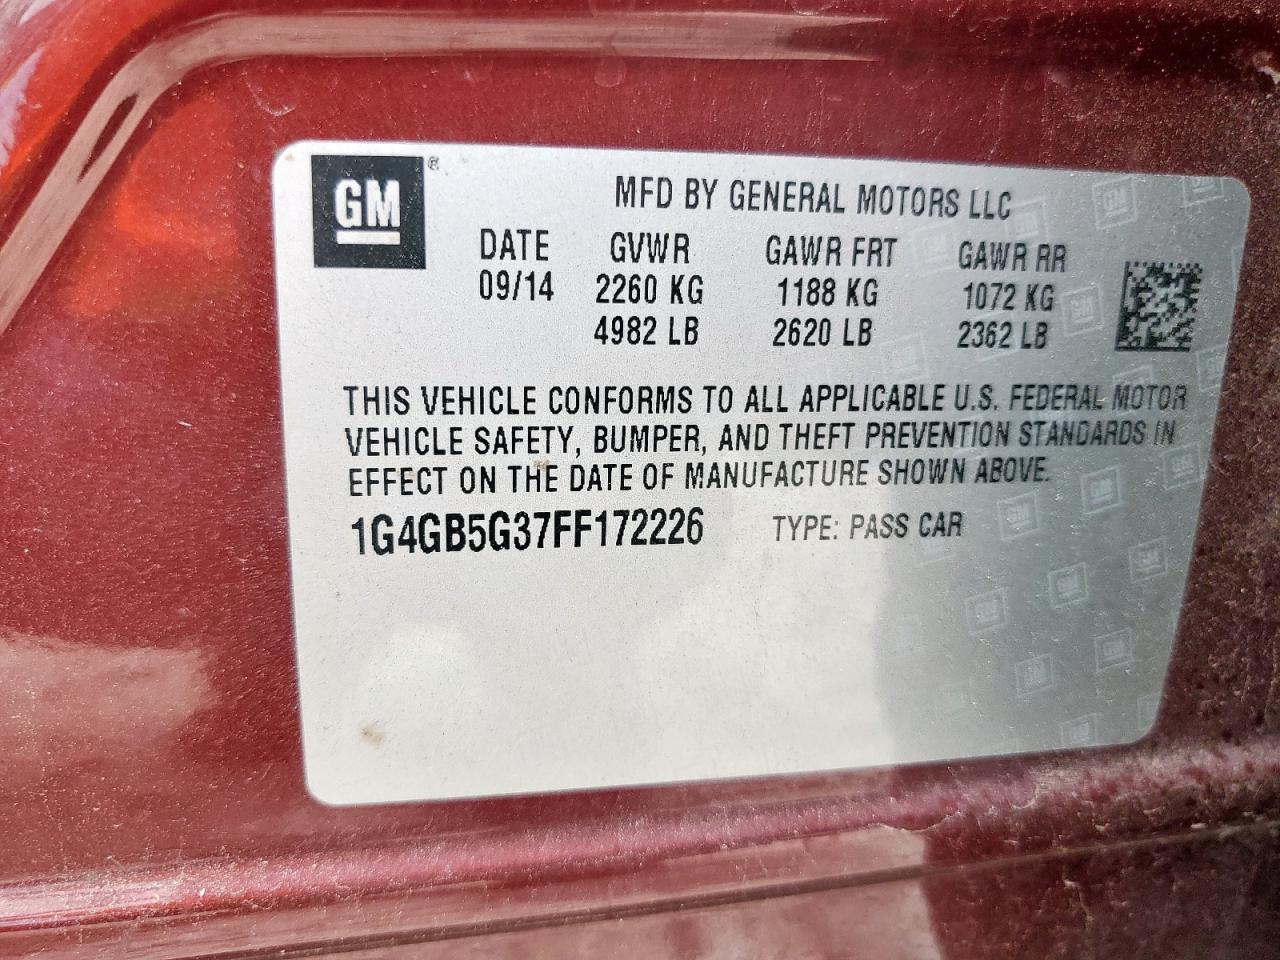 GM ®
MFD BY GENERAL MOTORS LLC
DATE GVWR GAWR FRT GAWR RR
09/14 2260 KG 1188 KG 1072 KG
4982 LB 2620 LB 2362 LB
THIS VEHICLE CONFORMS TO ALL APPLICABLE U.S. FEDERAL MOTOR
VEHICLE SAFETY, BUMPER, AND THEFT PREVENTION STANDARDS IN
EFFECT ON THE DATE OF MANUFACTURE SHOWN ABOVE.
1G4GB5G37FF172226 TYPE: PASS CAR